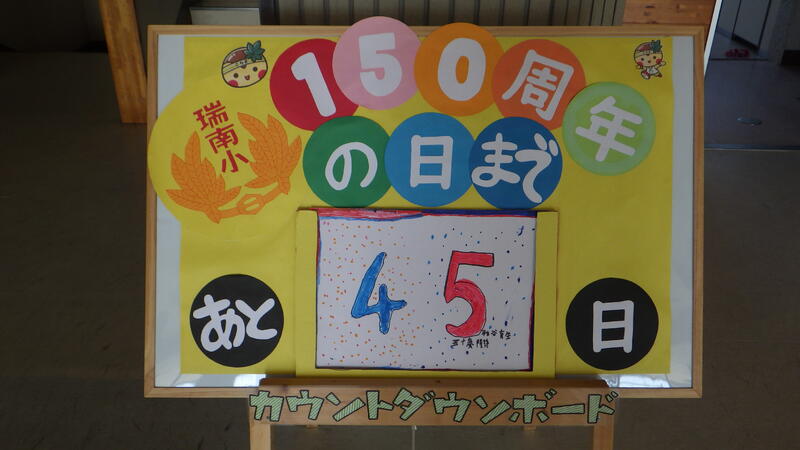 150周年
の日まで
瑞南小
あと
45
日
カウントダウンボード